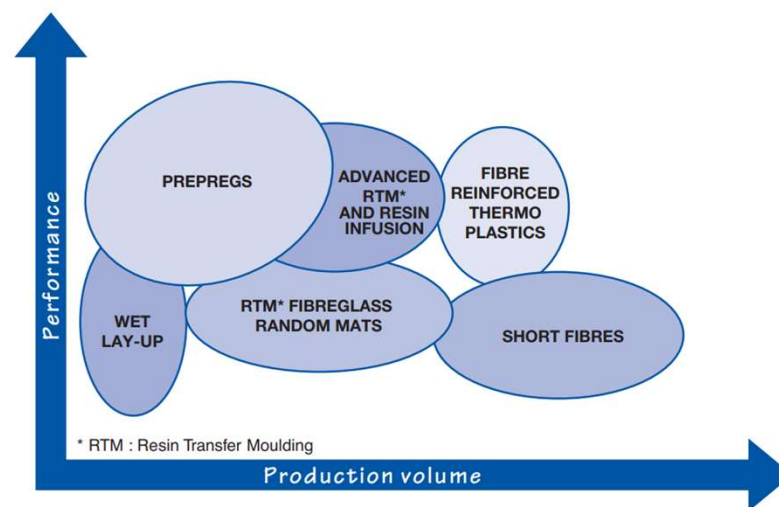 Performance
PREPREGS
ADVANCED
RTM*
AND RESIN
INFUSION
FIBRE
REINFORCED
THERMO
PLASTICS
WET
LAY-UP
RTM* FIBREGLASS
RANDOM MATS
SHORT FIBRES
* RTM : Resin Transfer Moulding
Production volume